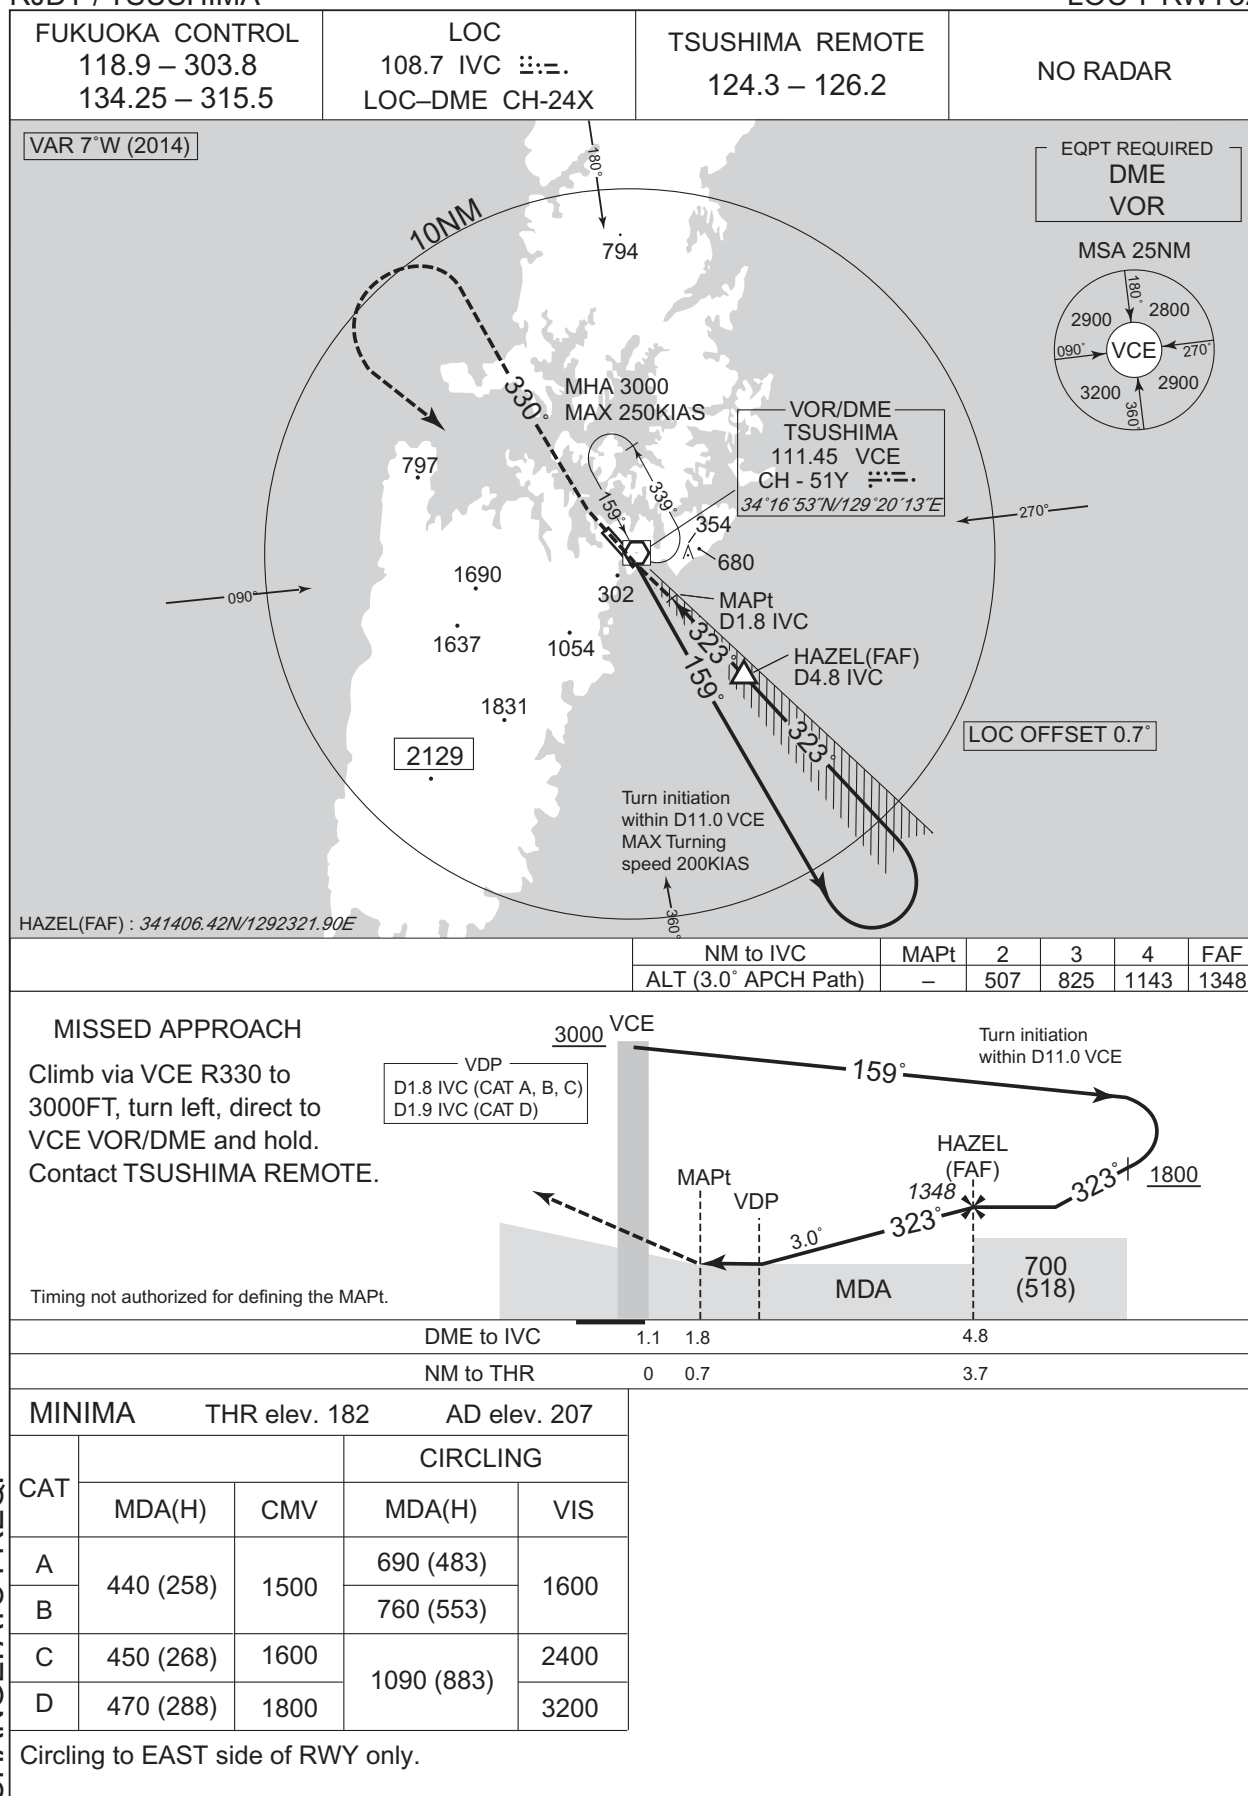 RJDT / TSUSHIMA
FUKUOKA CONTROL
118.9 – 303.8
134.25 – 315.5
LOC
108.7 IVC
LOC–DME CH-24X
TSUSHIMA REMOTE
124.3 – 126.2
NO RADAR
VAR 7˚W (2014)
EQPT REQUIRED
DME
VOR
MSA 25NM
180˚
2900
2800
090˚
VCE
270˚
3200
2900
360˚
180˚
10NM
794
330˚
MHA 3000
MAX 250KIAS
VOR/DME
TSUSHIMA
111.45 VCE
CH - 51Y
34˚16´53˝N/129˚20´13˝E
797
159˚
339˚
354
680
270˚
090˚
1690
302
MAPt
D1.8 IVC
1637
1054
323˚
159˚
HAZEL(FAF)
D4.8 IVC
1831
323˚
LOC OFFSET 0.7˚
2129
Turn initiation
within D11.0 VCE
MAX Turning
speed 200KIAS
360˚
HAZEL(FAF) : 341406.42N/1292321.90E
NM to IVC MAPt 2 3 4 FAF
ALT (3.0˚ APCH Path) – 507 825 1143 1348
MISSED APPROACH
Climb via VCE R330 to
3000FT, turn left, direct to
VCE VOR/DME and hold.
Contact TSUSHIMA REMOTE.
Timing not authorized for defining the MAPt.
VDP
D1.8 IVC (CAT A, B, C)
D1.9 IVC (CAT D)
3000
VCE
159˚
Turn initiation
within D11.0 VCE
HAZEL
(FAF)
MAPt
VDP
1348
323˚
1800
3.0˚
323˚
MDA
700
(518)
DME to IVC 1.1 1.8 4.8
NM to THR 0 0.7 3.7
MINIMA THR elev. 182 AD elev. 207
CAT
CIRCLING
MDA(H) CMV MDA(H) VIS
A 440 (258) 1500 690 (483) 1600
B 760 (553)
C 450 (268) 1600 1090 (883) 2400
D 470 (288) 1800 3200
Circling to EAST side of RWY only.